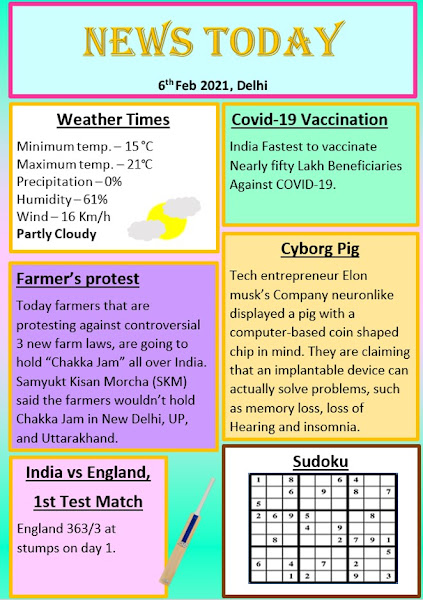 NEWS TODAY
6th Feb 2021, Delhi
Weather Times
Minimum temp. – 15 °C
Maximum temp. – 21°C
Precipitation – 0%
Humidity – 61%
Wind – 16 Km/h
Partly Cloudy
Covid-19 Vaccination
India Fastest to vaccinate
Nearly fifty Lakh Beneficiaries
Against COVID-19.
Farmer's protest
Today farmers that are
protesting against controversial
3 new farm laws, are going to
hold "Chakka Jam" all over India.
Samyukt Kisan Morcha (SKM)
said the farmers wouldn't hold
Chakka Jam in New Delhi, UP,
and Uttarakhand.
Cyborg Pig
Tech entrepreneur Elon
musk's Company neuronlike
displayed a pig with a
computer-based coin shaped
chip in mind. They are claiming
that an implantable device can
actually solve problems, such
as memory loss, loss of
Hearing and insomnia.
India vs England,
1st Test Match
England 363/3 at
stumps on day 1.
Sudoku
1 8 6 4
6 9 8 7
5
2 6 9 5 8
4 9
8 2 7 9 1
5
6 4 7 2
4 1 2 9 3